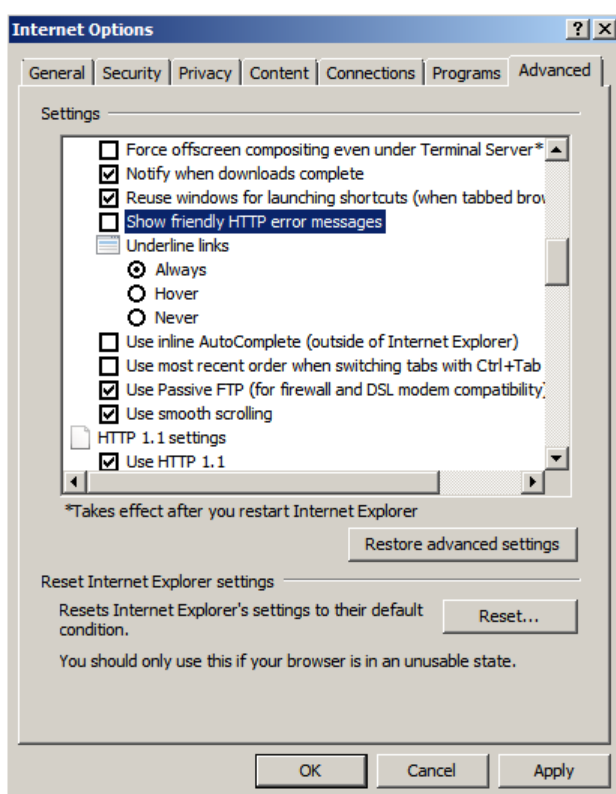 Internet Options
General Security Privacy Content Connections Programs Advanced
Settings
Force offscreen compositing even under Terminal Server*
Notify when downloads complete
Reuse windows for launching shortcuts (when tabbed brow
Show friendly HTTP error messages
Underline links
Always
Hover
Never
Use inline AutoComplete (outside of Internet Explorer)
Use most recent order when switching tabs with Ctrl+Tab
Use Passive FTP (for firewall and DSL modem compatibility)
Use smooth scrolling
HTTP 1.1 settings
Use HTTP 1.1
*Takes effect after you restart Internet Explorer
Restore advanced settings
Reset Internet Explorer settings
Resets Internet Explorer's settings to their default
condition.
Reset...
You should only use this if your browser is in an unusable state.
OK Cancel Apply